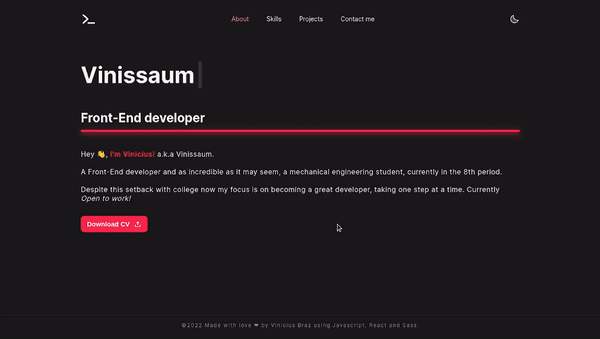 About Skills Projects Contact me
Vinissaum
Front-End developer
Hey 👋, I'm Vinicius! a.k.a Vinissaum.
A Front-End developer and as incredible as it may seem, a mechanical engineering student, currently in the 8th period.
Despite this setback with college now my focus is on becoming a great developer, taking one step at a time. Currently
Open to work!
Download CV
©2022 Made with love ❤ by Vinicius Braz using Javascript, React and Sass.